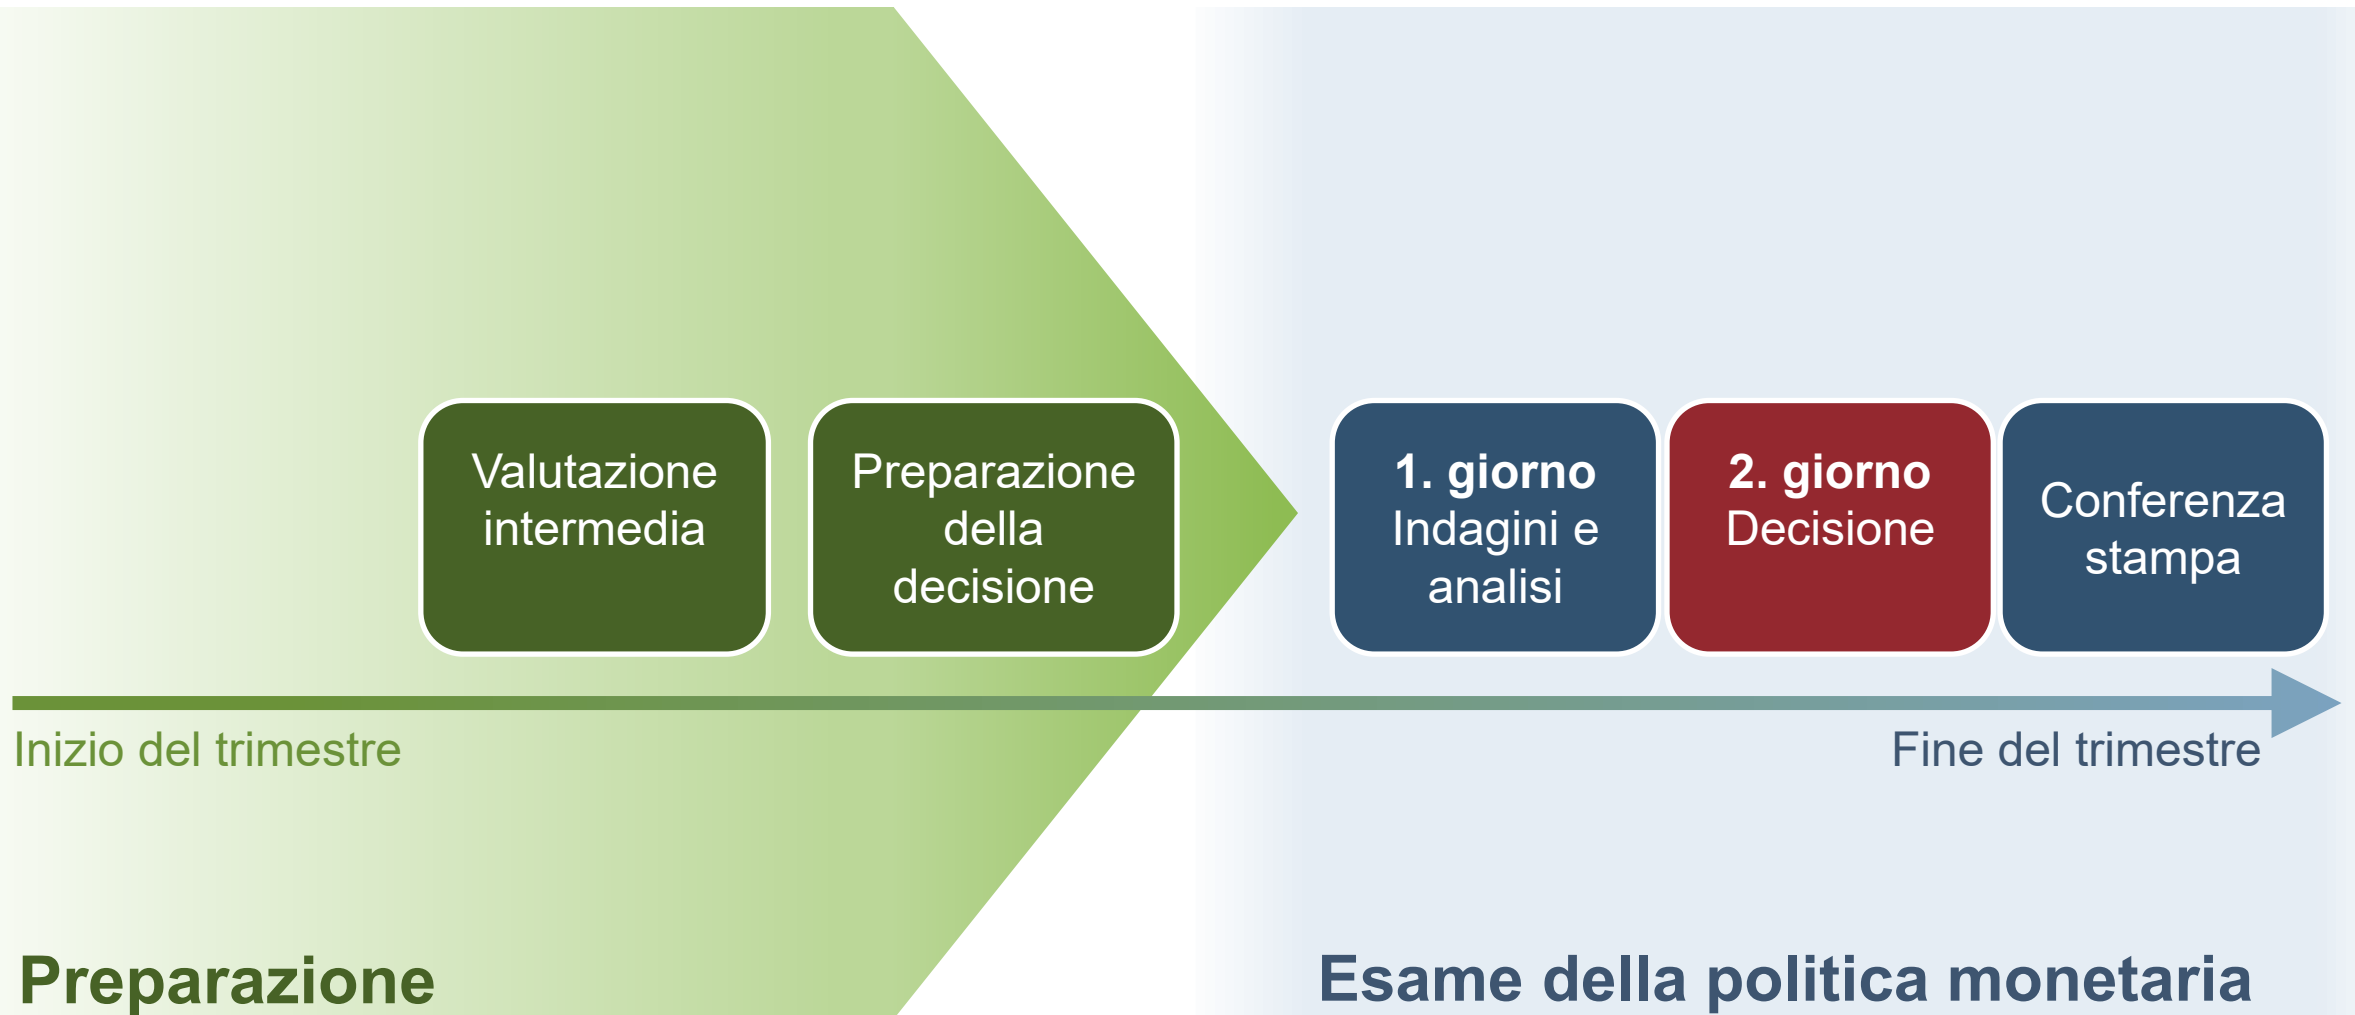 Valutazione
intermedia
Preparazione
della
decisione
1. giorno
Indagini e
analisi
2. giorno
Decisione
Conferenza
stampa
Inizio del trimestre
Fine del trimestre
Preparazione
Esame della politica monetaria